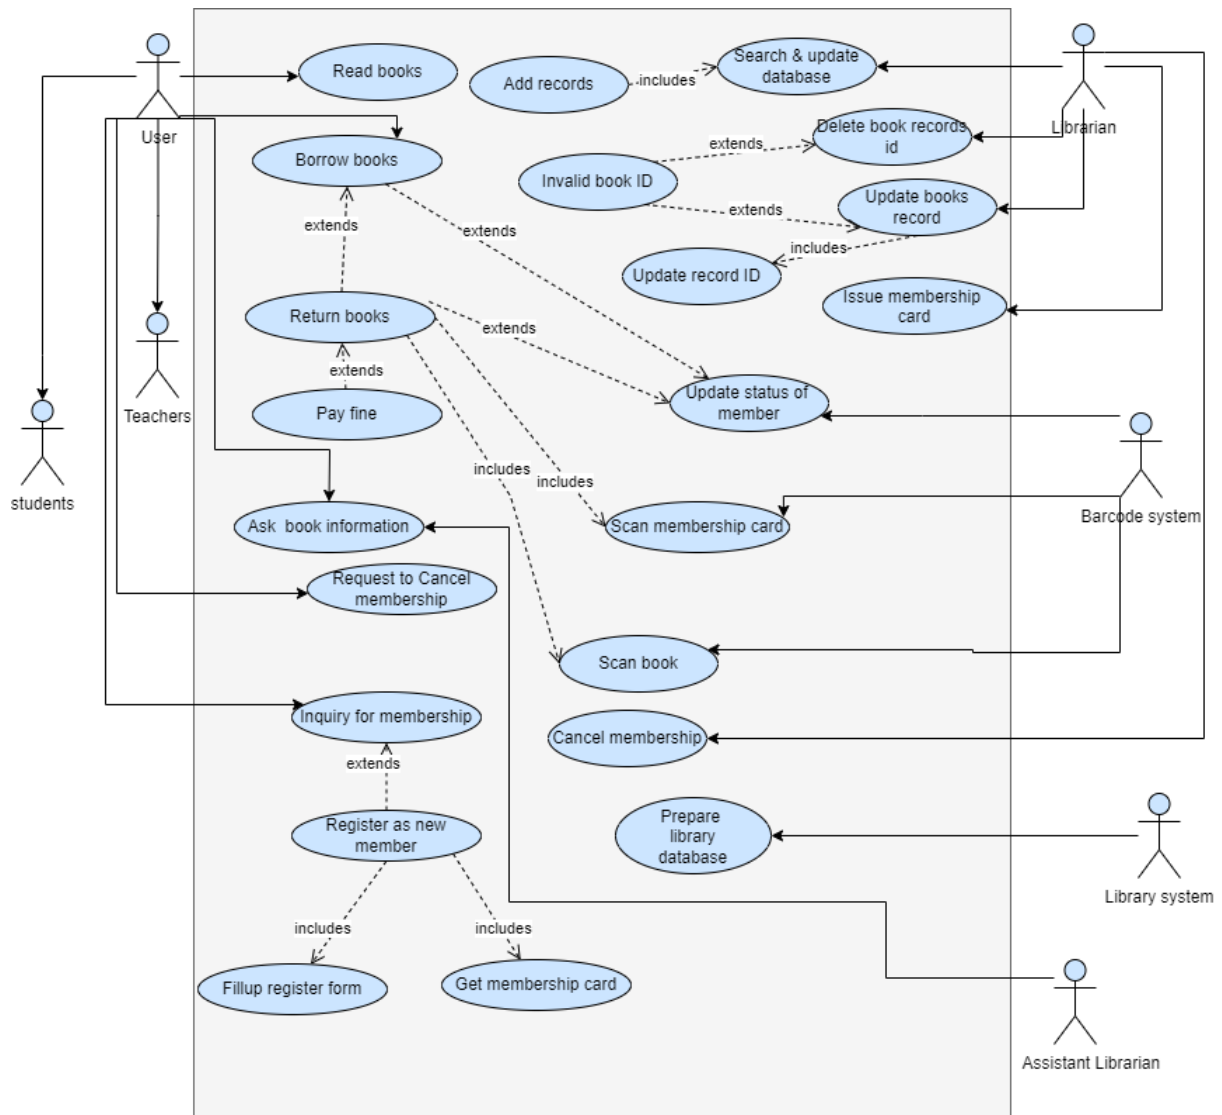 Read books
Add records
includes
Search & update
database
User
Librarian
Borrow books
extends
Delete book records
id
Invalid book ID
extends
Update books
record
extends
extends
includes
Update record ID
Issue membership
card
Return books
extends
extends
Teachers
Pay fine
Update status of
member
students
includes
includes
Ask  book information
Scan membership card
Barcode system
Request to Cancel
membership
Scan book
Inquiry for membership
Cancel membership
extends
Register as new
member
Prepare
library
database
Library system
includes
includes
Fillup register form
Get membership card
Assistant Librarian